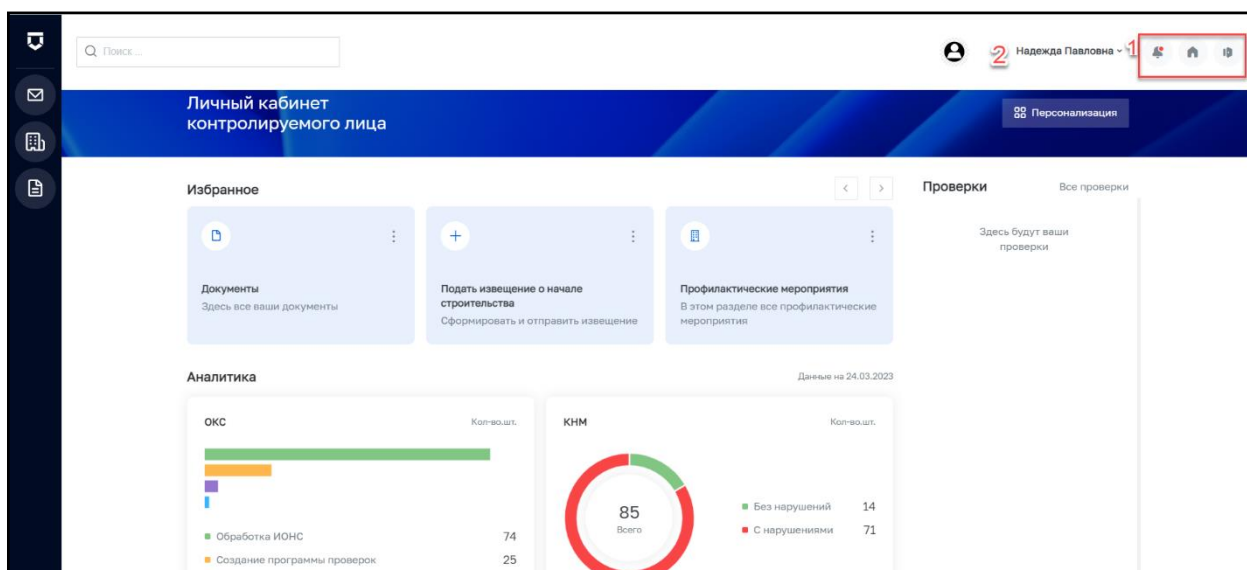 Поиск ...
2
Надежда Павловна
1
Личный кабинет
контролируемого лица
Персонализация
Избранное
Проверки
Все проверки
Здесь будут ваши
проверки
Документы
Здесь все ваши документы
Подать извещение о начале
строительства
Сформировать и отправить извещение
Профилактические мероприятия
В этом разделе все профилактические
мероприятия
Аналитика
Данные на 24.03.2023
ОКС
Кол-во.шт.
Обработка ИОНС
74
Создание программы проверок
25
КНМ
Кол-во.шт.
85
Всего
Без нарушений
14
С нарушениями
71